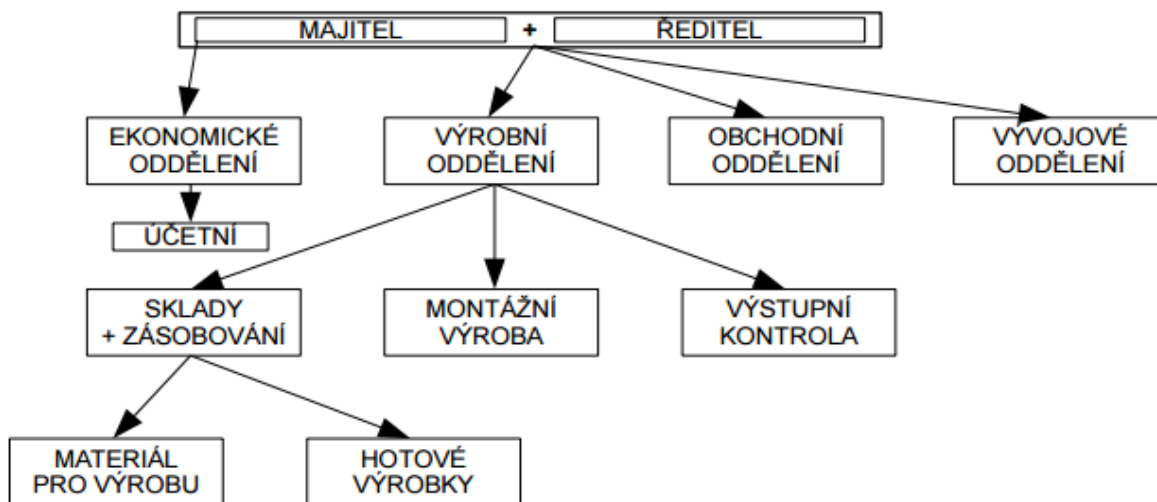 MAJITEL + ŘEDITEL
EKONOMICKÉ
ODDĚLENÍ
VÝROBNÍ
ODDĚLENÍ
OBCHODNÍ
ODDĚLENÍ
VÝVOJOVÉ
ODDĚLENÍ
ÚČETNÍ
SKLADY
+ ZÁSOBOVÁNÍ
MONTÁŽNÍ
VÝROBA
VÝSTUPNÍ
KONTROLA
MATERIÁL
PRO VÝROBU
HOTOVÉ
VÝROBKY